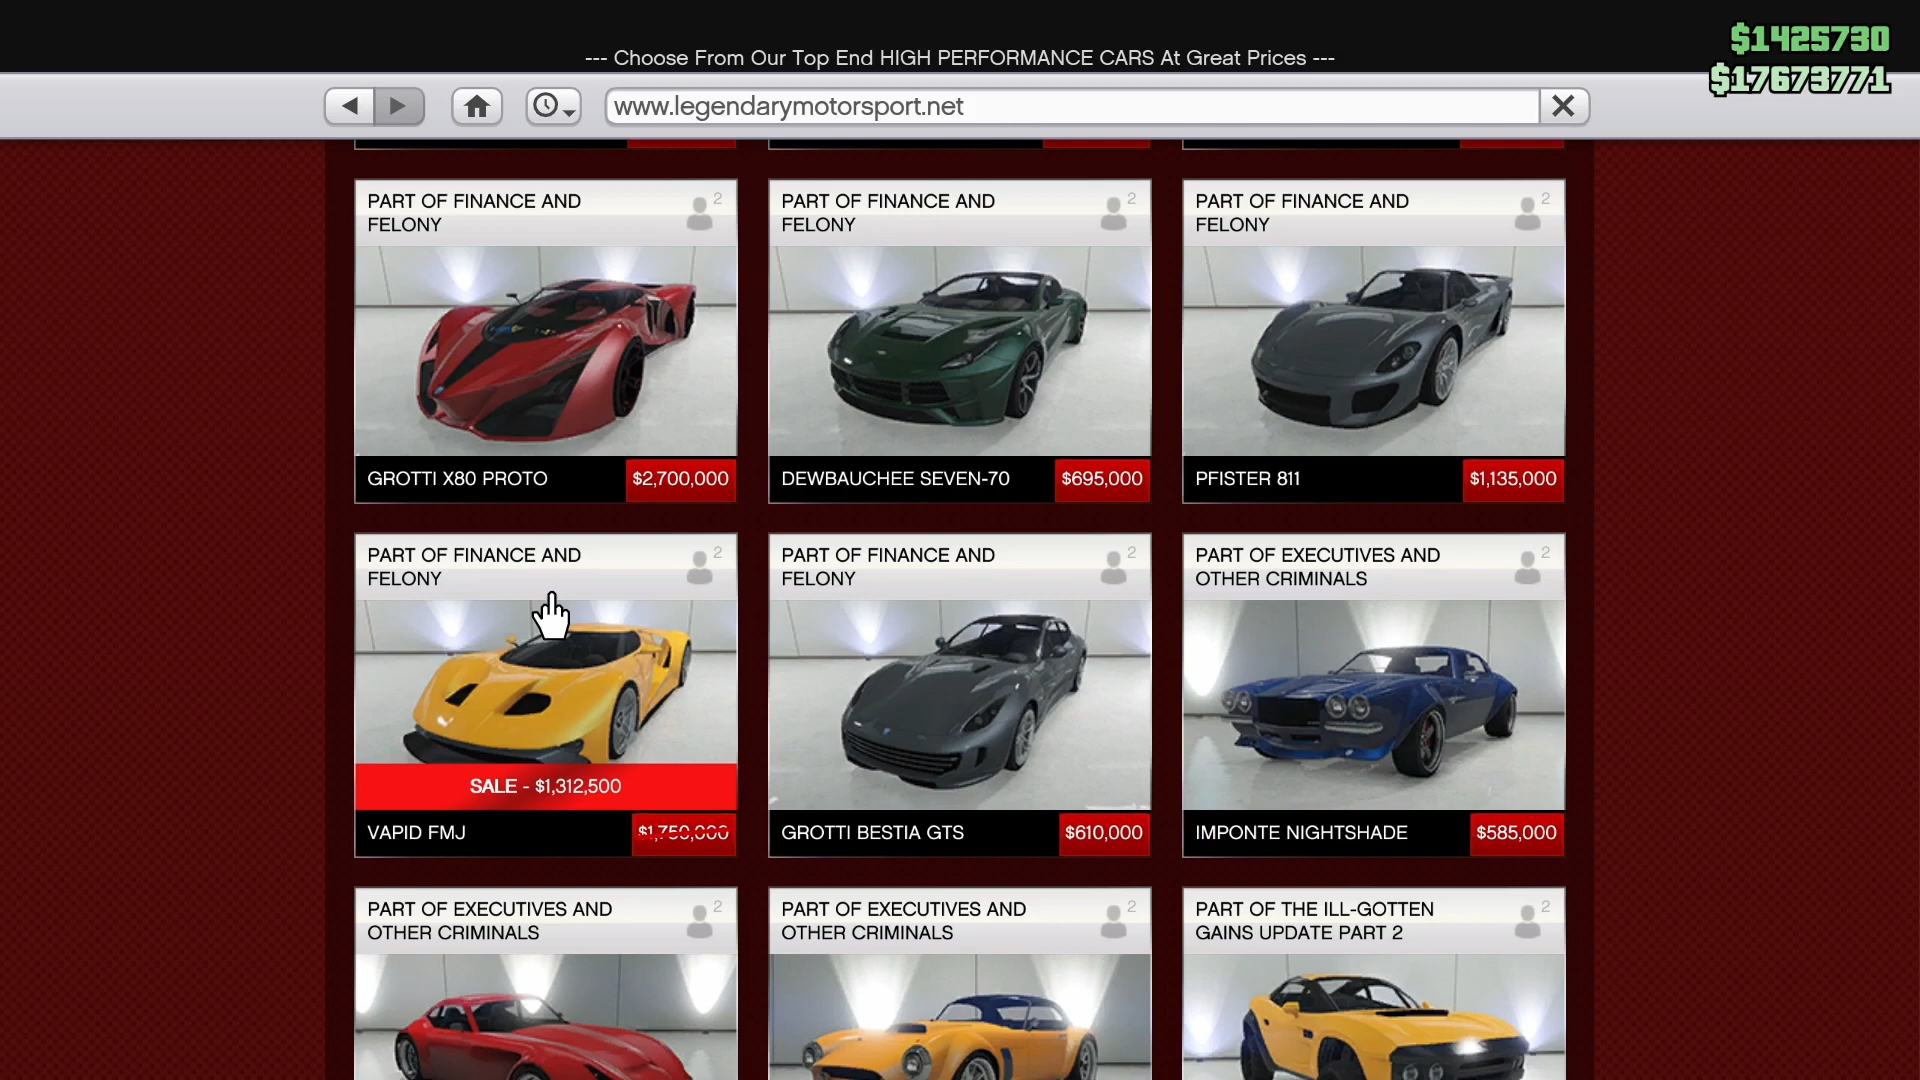 $1425730
--- Choose From Our Top End HIGH PERFORMANCE CARS At Great Prices ---
$17673771
www.legendarymotorsport.net
PART OF FINANCE AND
FELONY
2
GROTTI X80 PROTO
$2,700,000
PART OF FINANCE AND
FELONY
2
DEWBAUCHEE SEVEN-70
$695,000
PART OF FINANCE AND
FELONY
2
PFISTER 811
$1,135,000
PART OF FINANCE AND
FELONY
2
SALE - $1,312,500
VAPID FMJ
$1,750,000
PART OF FINANCE AND
FELONY
2
GROTTI BESTIA GTS
$610,000
PART OF EXECUTIVES AND
OTHER CRIMINALS
2
IMPONTE NIGHTSHADE
$585,000
PART OF EXECUTIVES AND
OTHER CRIMINALS
2
PART OF EXECUTIVES AND
OTHER CRIMINALS
2
PART OF THE ILL-GOTTEN
GAINS UPDATE PART 2
2